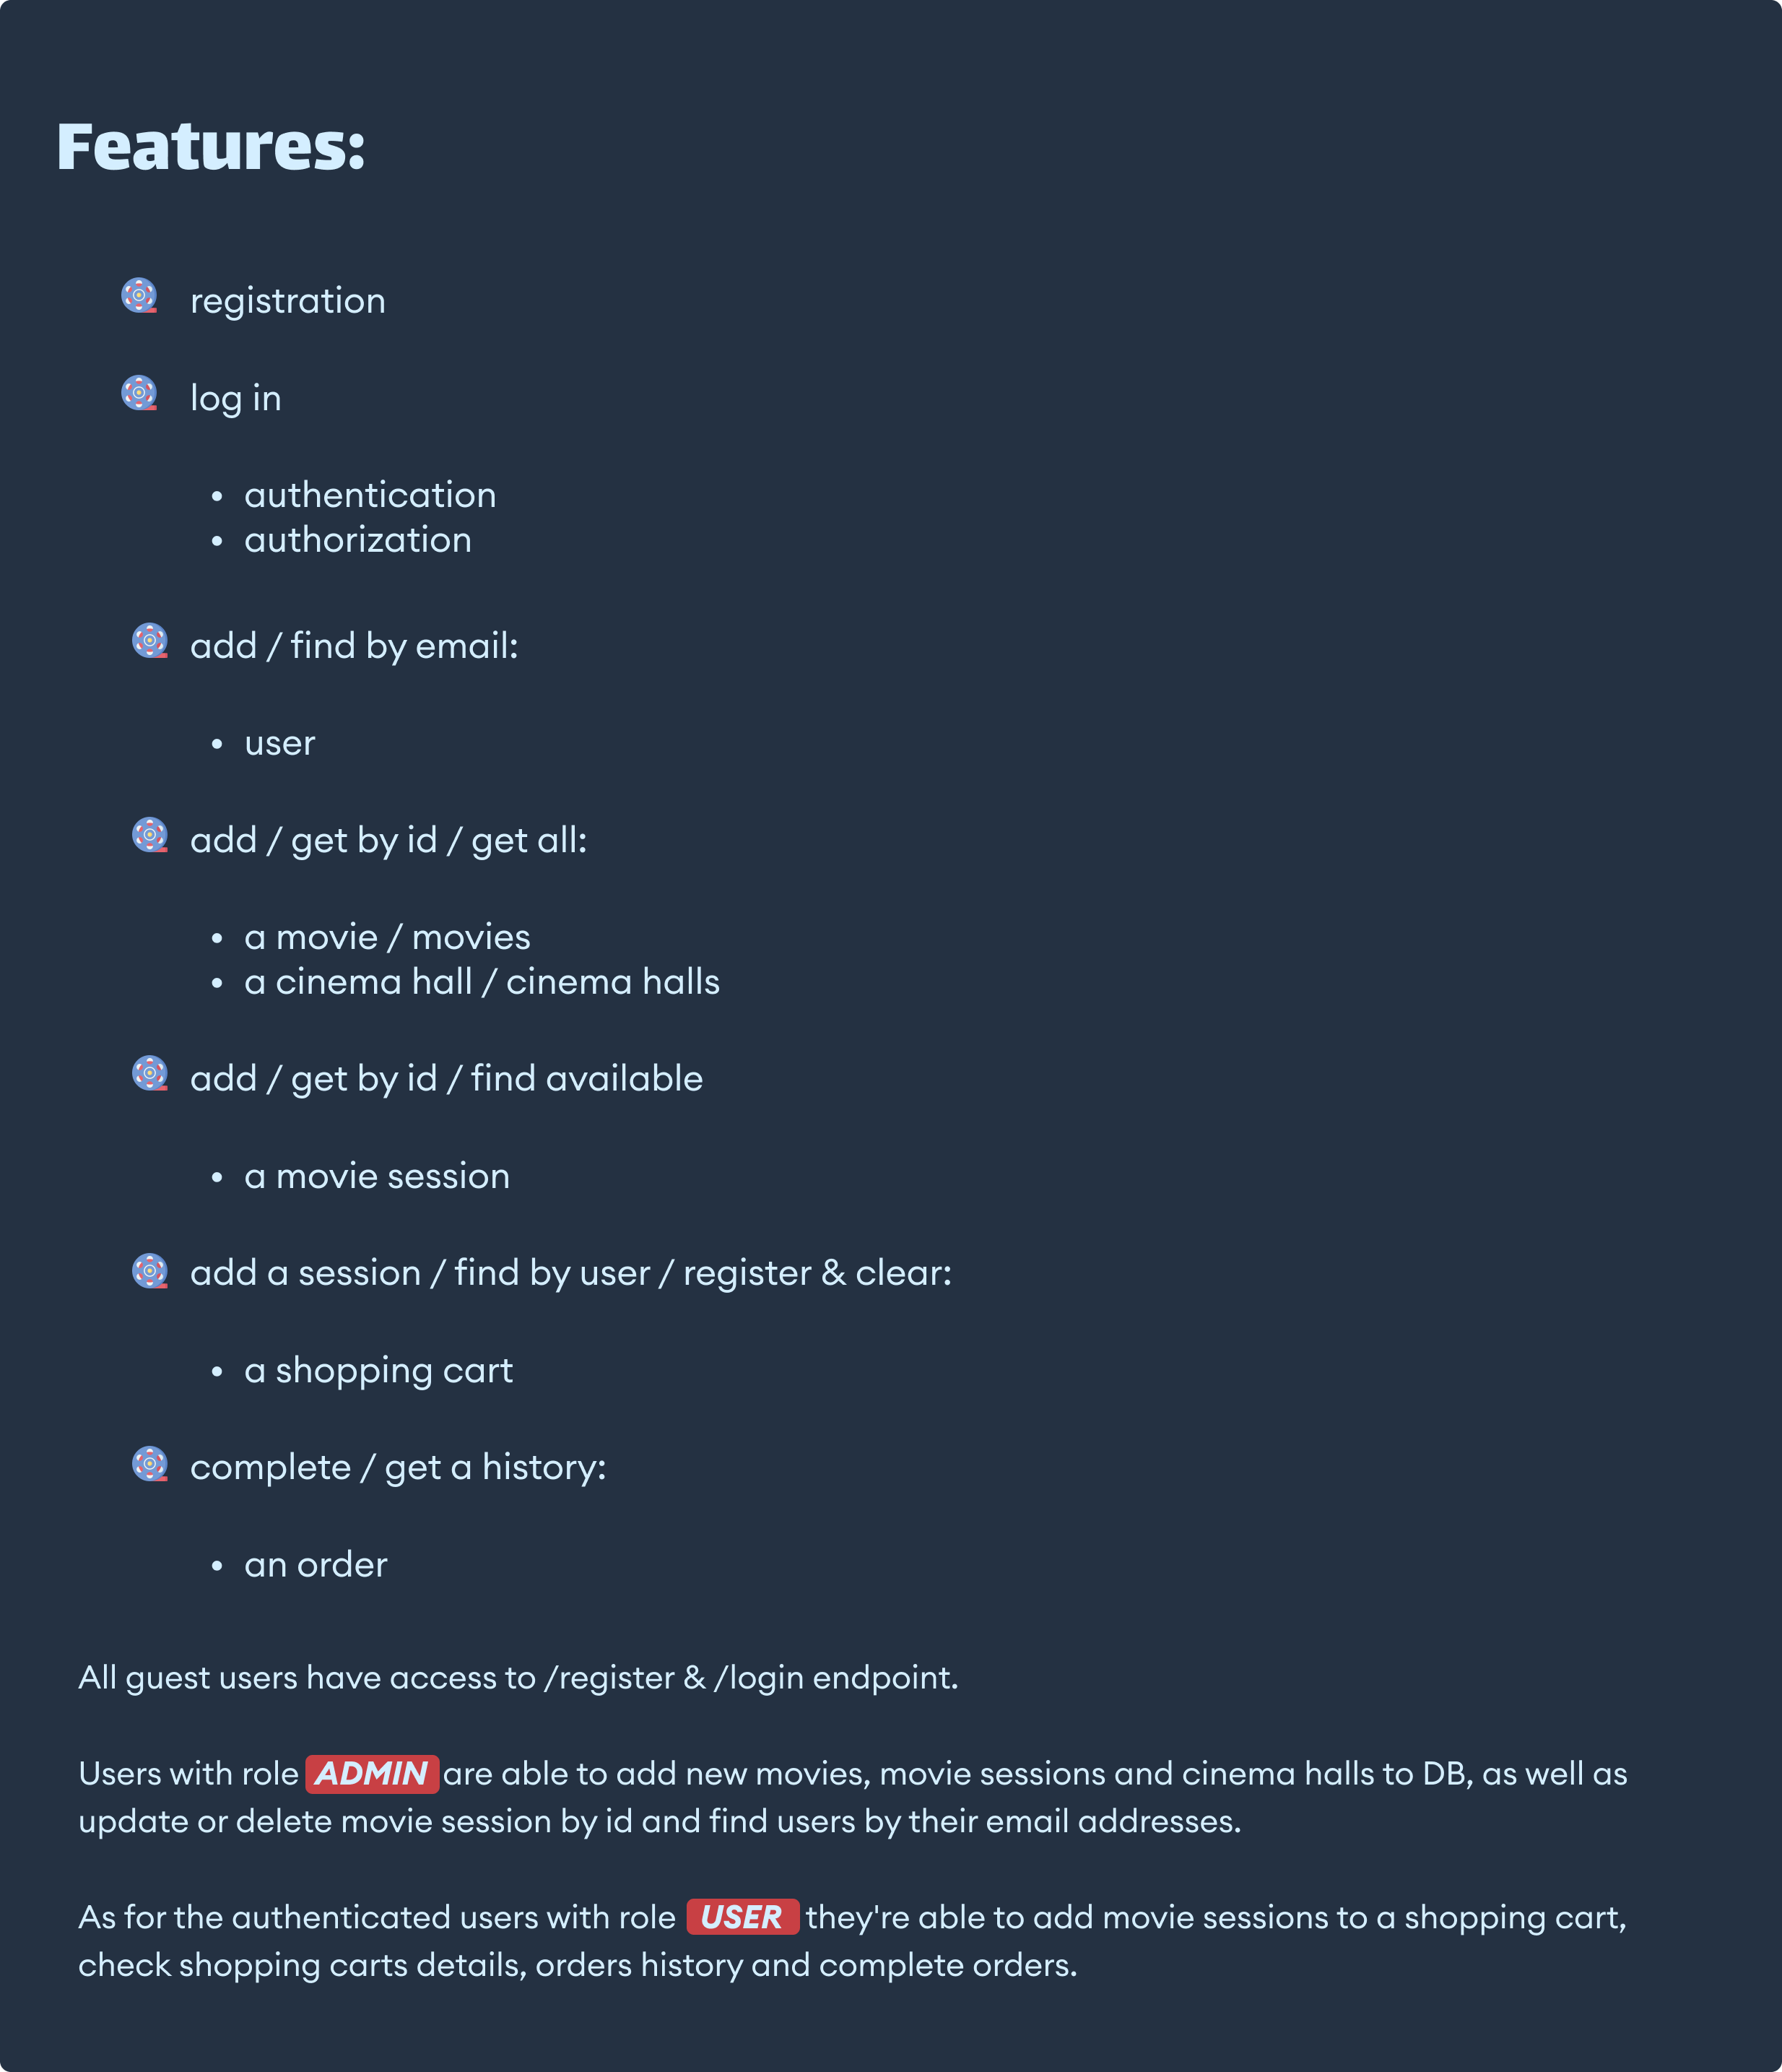 Features:
registration
log in
• authentication
• authorization
add / find by email:
• user
add / get by id / get all:
• a movie / movies
• a cinema hall / cinema halls
add / get by id / find available
• a movie session
add a session / find by user / register & clear:
• a shopping cart
complete / get a history:
• an order
All guest users have access to /register & /login endpoint.
Users with role ADMIN are able to add new movies, movie sessions and cinema halls to DB, as well as
update or delete movie session by id and find users by their email addresses.
As for the authenticated users with role USER they're able to add movie sessions to a shopping cart,
check shopping carts details, orders history and complete orders.